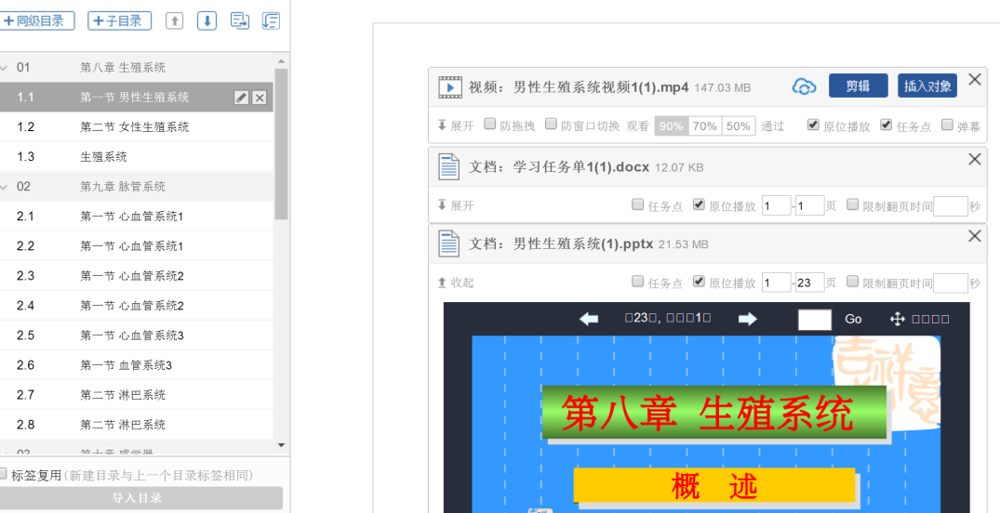 +同级目录 +子目录
01 第八章 生殖系统
1.1 第一节 男性生殖系统
1.2 第二节 女性生殖系统
1.3 生殖系统
02 第九章 脉管系统
2.1 第一节 心血管系统1
2.2 第一节 心血管系统1
2.3 第一节 心血管系统2
2.4 第一节 心血管系统2
2.5 第一节 心血管系统3
2.6 第一节 血管系统3
2.7 第二节 淋巴系统
2.8 第二节 淋巴系统
03 第十章 感觉器
标签复用(新建目录与上一个目录标签相同)
导入目录
视频：男性生殖系统视频1(1).mp4 147.03 MB 剪辑 插入对象
展开 防拖拽 防窗口切换 观看 90% 70% 50% 通过 原位播放 任务点 弹幕
文档：学习任务单1(1).docx 12.07 KB
展开 任务点 原位播放 1 -1 页 限制翻页时间 秒
文档：男性生殖系统(1).pptx 21.53 MB
收起 任务点 原位播放 1 -23 页 限制翻页时间 秒
□23□, □□□1□ Go □□□□
吉祥
第八章 生殖系统
概 述